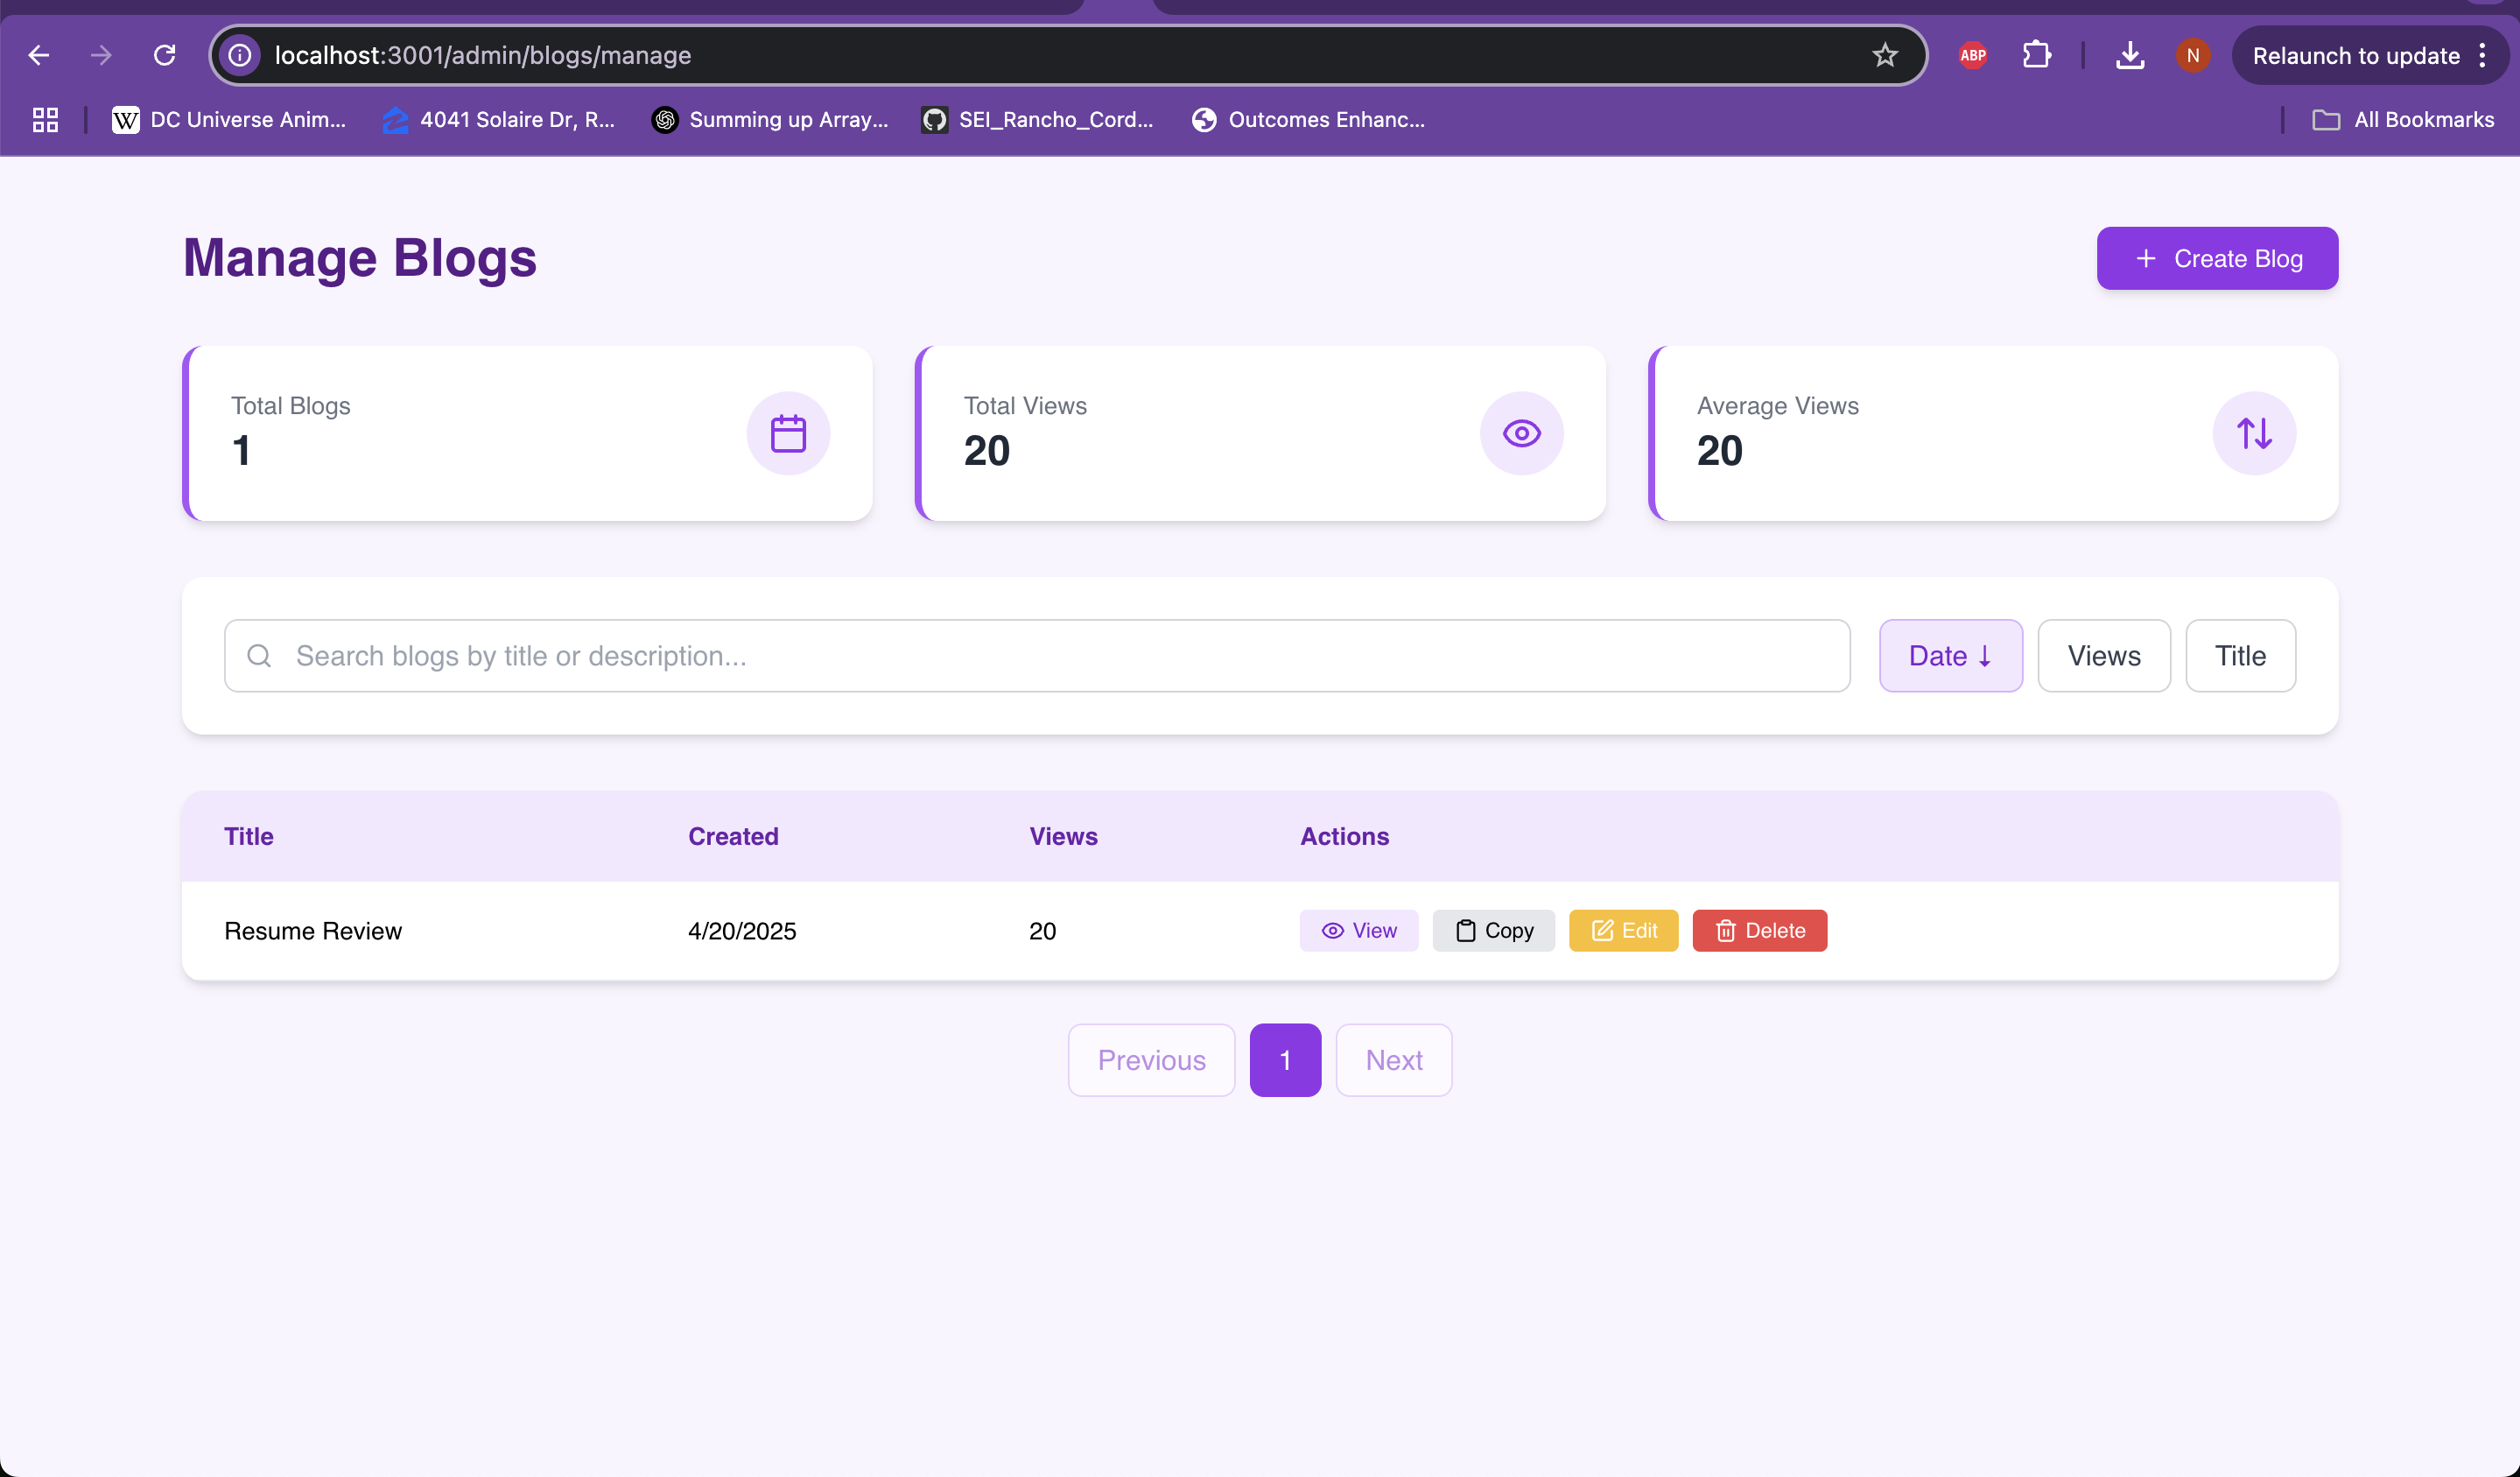 localhost:3001/admin/blogs/manage
ABP
N
Relaunch to update
W DC Universe Anim...
4041 Solaire Dr, R...
Summing up Array...
SEI_Rancho_Cord...
Outcomes Enhanc...
All Bookmarks
Manage Blogs
+ Create Blog
Total Blogs
1
Total Views
20
Average Views
20
Search blogs by title or description...
Date ↓
Views
Title
Title Created Views Actions
Resume Review 4/20/2025 20 View Copy Edit Delete
Previous 1 Next